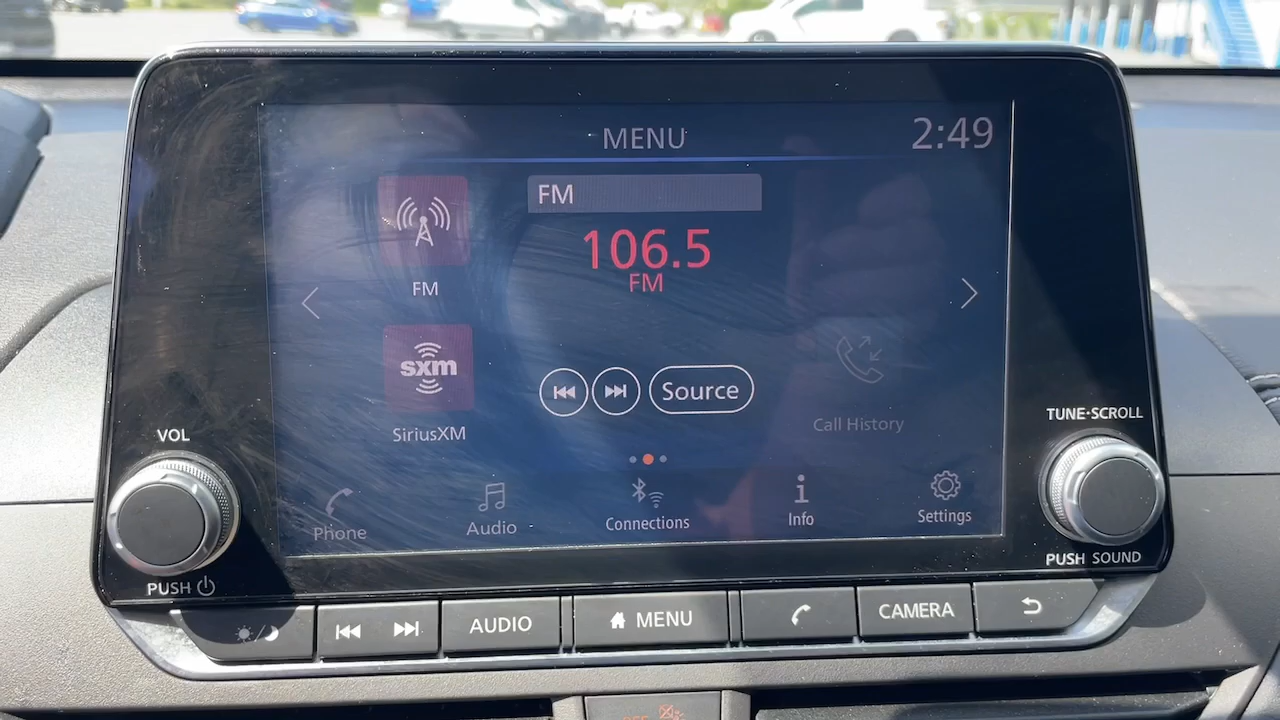 MENU
2:49
FM
106.5
FM
FM
sxm
SiriusXM
Source
Call History
Phone
Audio
Connections
i
Info
Settings
VOL
PUSH
TUNE·SCROLL
PUSH SOUND
AUDIO
MENU
CAMERA